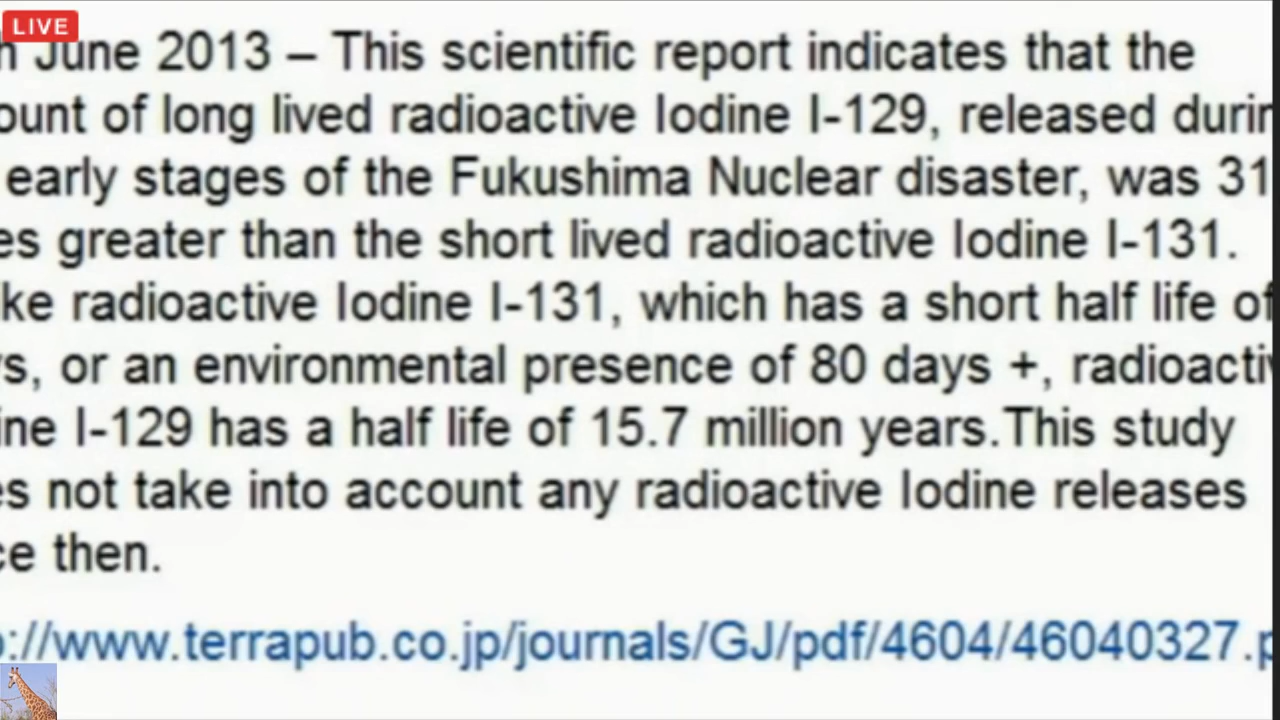 LIVE
June 2013 – This scientific report indicates that the
ount of long lived radioactive Iodine I-129, released durin
early stages of the Fukushima Nuclear disaster, was 31
es greater than the short lived radioactive Iodine I-131.
ke radioactive Iodine I-131, which has a short half life of
s, or an environmental presence of 80 days +, radioactiv
ine I-129 has a half life of 15.7 million years.This study
es not take into account any radioactive Iodine releases
ce then.
://www.terrapub.co.jp/journals/GJ/pdf/4604/46040327.p